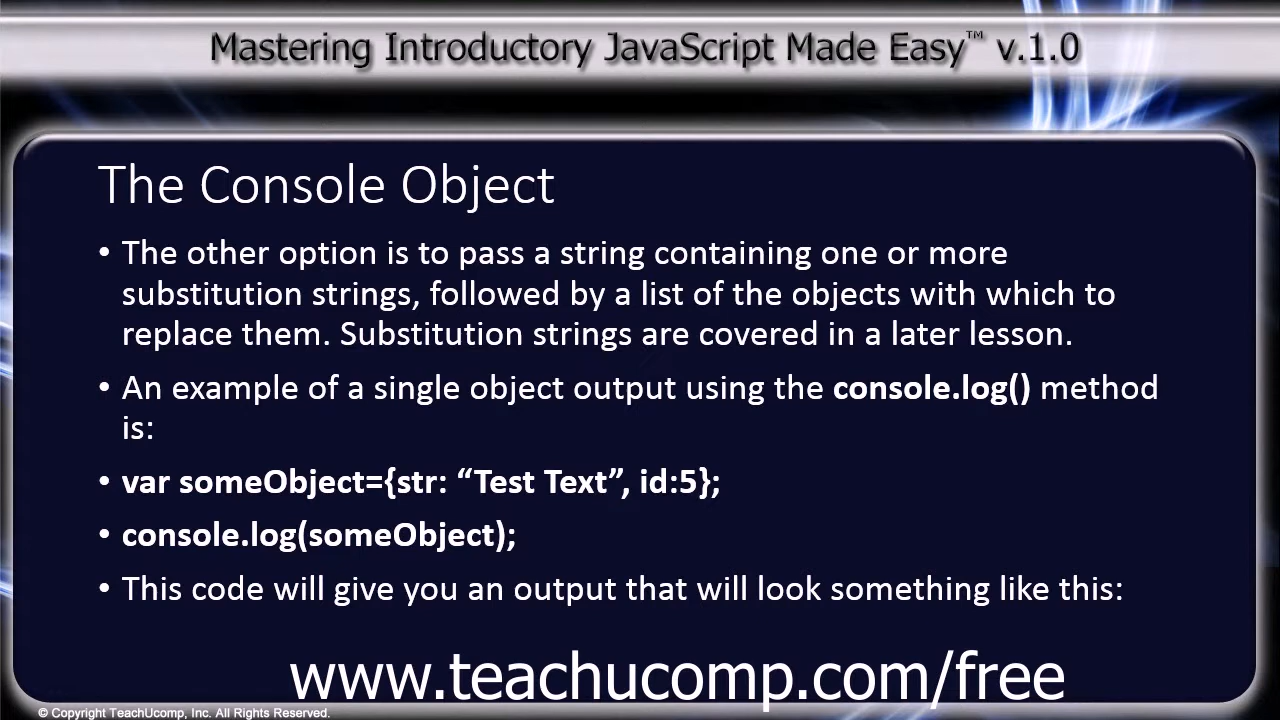 Mastering Introductory JavaScript Made Easy™ v.1.0
The Console Object
• The other option is to pass a string containing one or more
substitution strings, followed by a list of the objects with which to
replace them. Substitution strings are covered in a later lesson.
• An example of a single object output using the console.log() method
is:
• var someObject={str: “Test Text”, id:5};
• console.log(someObject);
• This code will give you an output that will look something like this:
www.teachucomp.com/free
© Copyright TeachUcomp, Inc. All Rights Reserved.